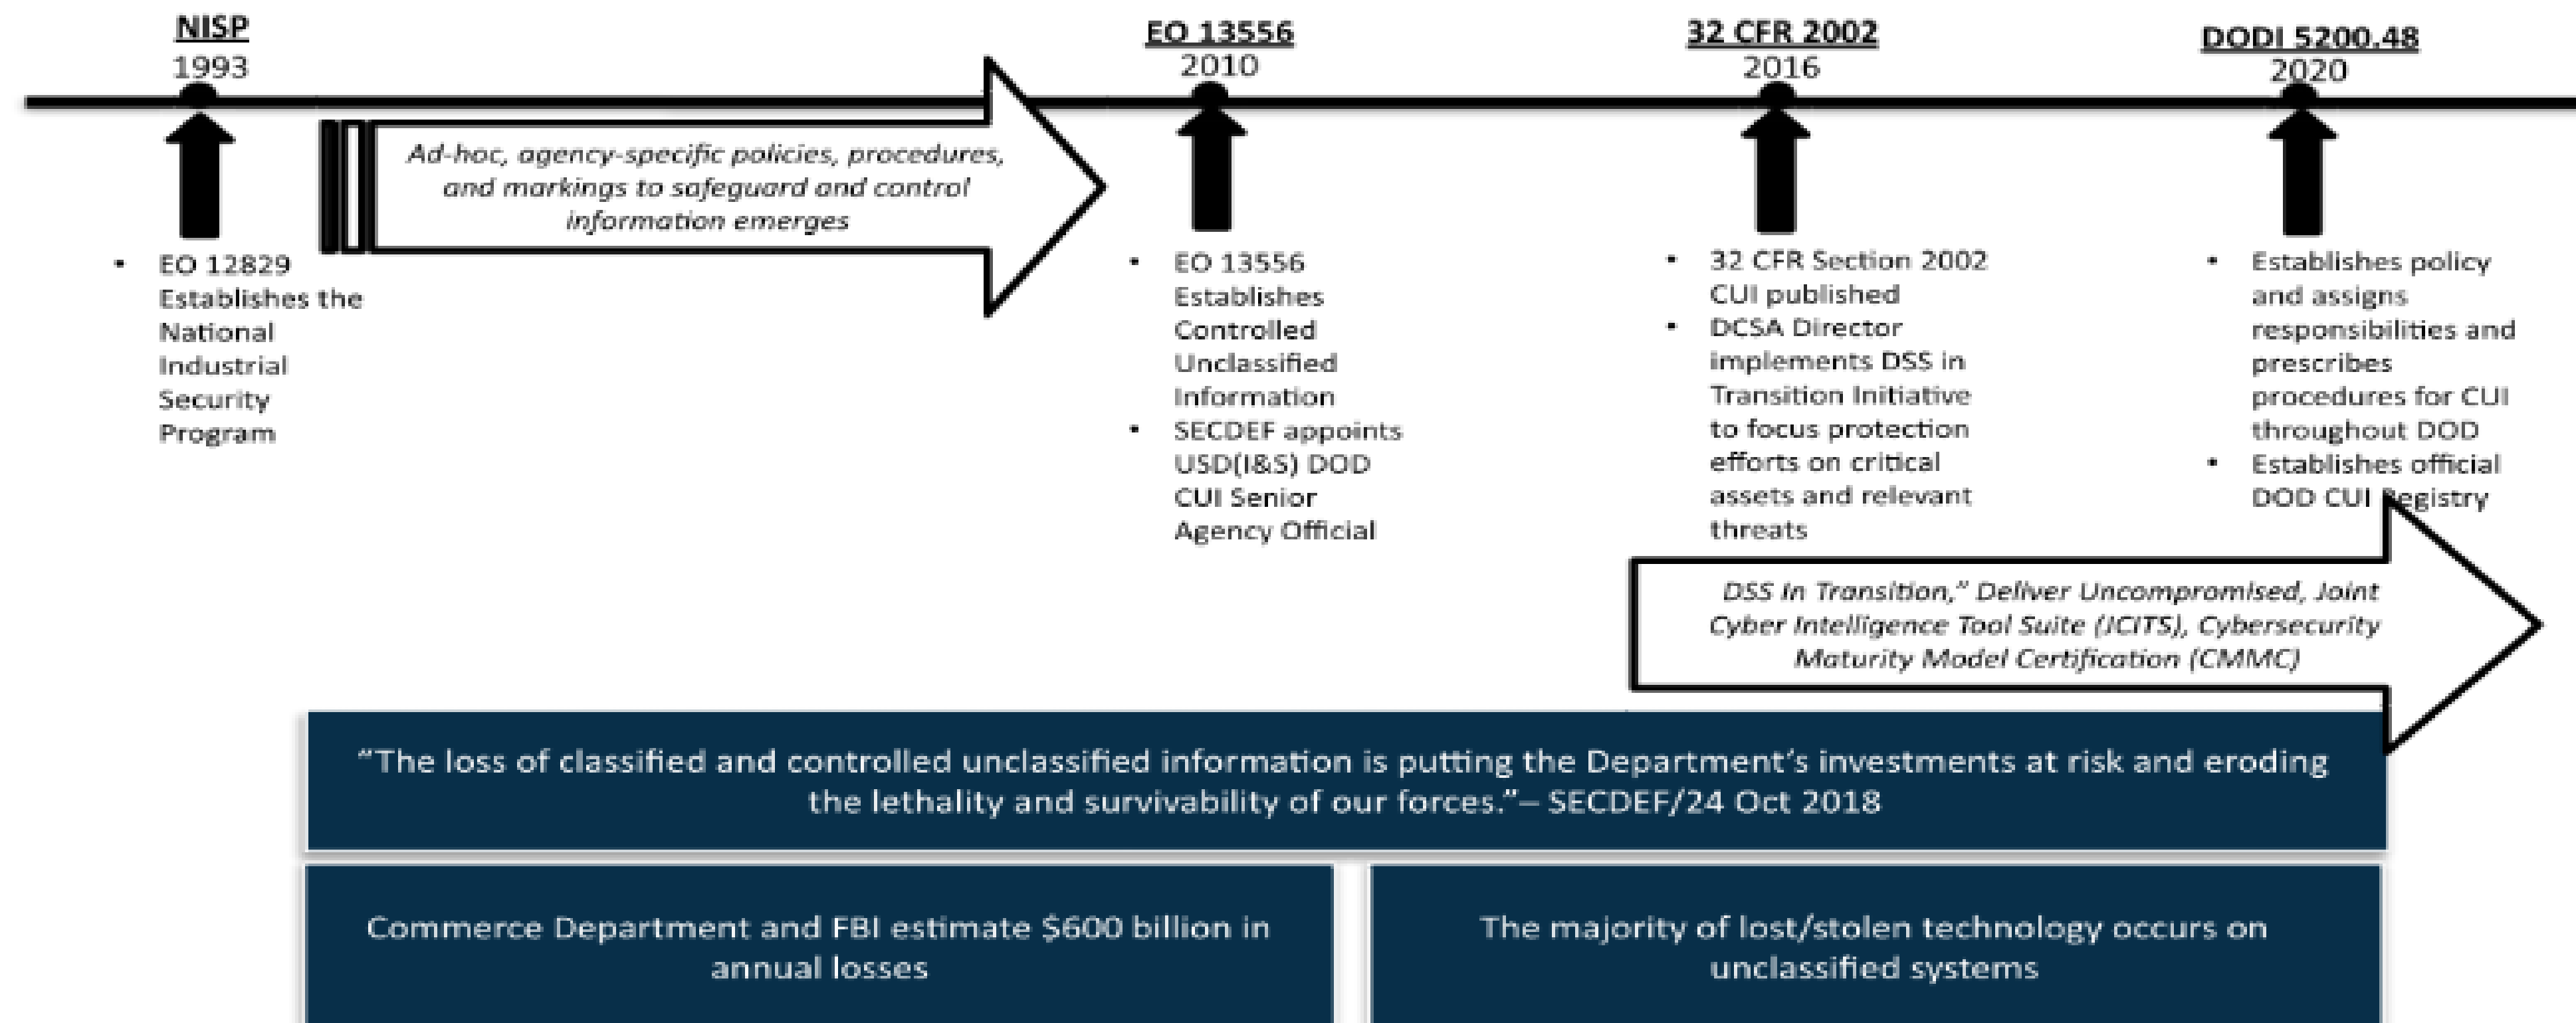 NISP
1993
EO 13556
2010
32 CFR 2002
2016
DODI 5200.48
2020
Ad-hoc, agency-specific policies, procedures,
and markings to safeguard and control
information emerges
• EO 12829
Establishes the
National
Industrial
Security
Program
• EO 13556
Establishes
Controlled
Unclassified
Information
• SECDEF appoints
USD(I&S) DOD
CUI Senior
Agency Official
• 32 CFR Section 2002
CUI published
• DCSA Director
implements DSS in
Transition Initiative
to focus protection
efforts on critical
assets and relevant
threats
• Establishes policy
and assigns
responsibilities and
prescribes
procedures for CUI
throughout DOD
• Establishes official
DOD CUI Registry
DSS In Transition,” Deliver Uncompromised, Joint
Cyber Intelligence Tool Suite (JCITS), Cybersecurity
Maturity Model Certification (CMMC)
“The loss of classified and controlled unclassified information is putting the Department’s investments at risk and eroding
the lethality and survivability of our forces.”– SECDEF/24 Oct 2018
Commerce Department and FBI estimate $600 billion in
annual losses
The majority of lost/stolen technology occurs on
unclassified systems